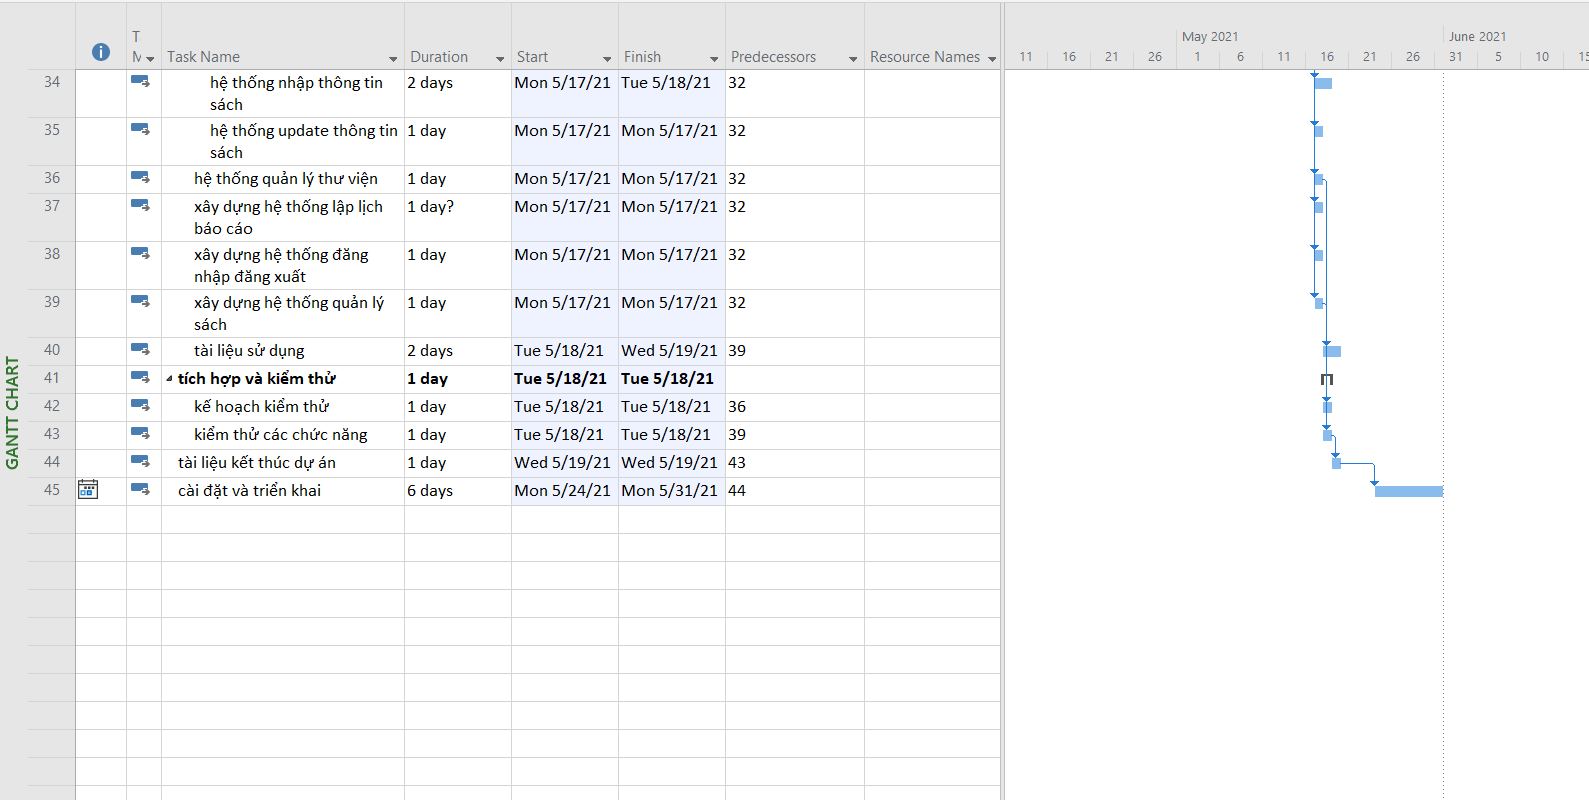 May 2021 June 2021
T
M Task Name Duration Start Finish Predecessors Resource Names 11 16 21 26 1 6 11 16 21 26 31 5 10 15
34 hệ thống nhập thông tin 2 days Mon 5/17/21 Tue 5/18/21 32
sách
35 hệ thống update thông tin 1 day Mon 5/17/21 Mon 5/17/21 32
sách
36 hệ thống quản lý thư viện 1 day Mon 5/17/21 Mon 5/17/21 32
37 xây dựng hệ thống lập lịch 1 day? Mon 5/17/21 Mon 5/17/21 32
báo cáo
38 xây dựng hệ thống đăng 1 day Mon 5/17/21 Mon 5/17/21 32
nhập đăng xuất
39 xây dựng hệ thống quản lý 1 day Mon 5/17/21 Mon 5/17/21 32
sách
40 tài liệu sử dụng 2 days Tue 5/18/21 Wed 5/19/21 39
41 tích hợp và kiểm thử 1 day Tue 5/18/21 Tue 5/18/21
42 kế hoạch kiểm thử 1 day Tue 5/18/21 Tue 5/18/21 36
43 kiểm thử các chức năng 1 day Tue 5/18/21 Tue 5/18/21 39
44 tài liệu kết thúc dự án 1 day Wed 5/19/21 Wed 5/19/21 43
45 cài đặt và triển khai 6 days Mon 5/24/21 Mon 5/31/21 44
GANTT CHART